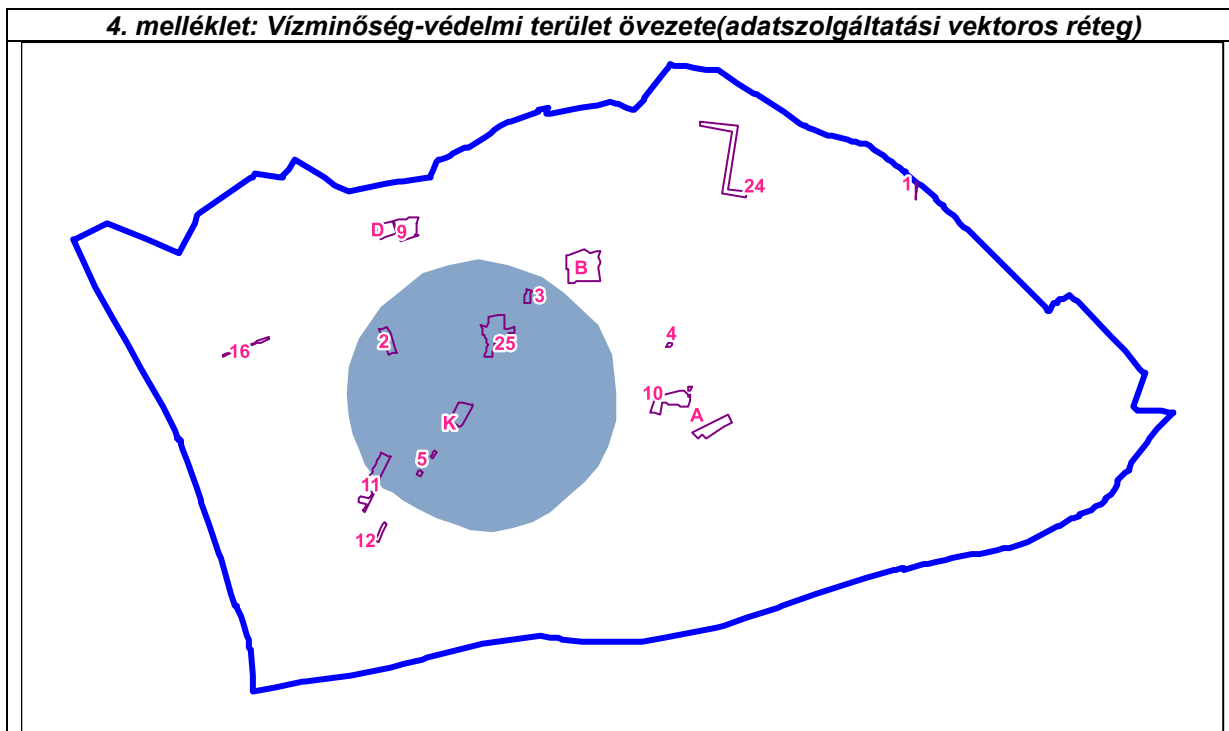 4. melléklet: Vízminőség-védelmi terület övezete(adatszolgáltatási vektoros réteg)
1
24
D 9
B
3
2
25
4
16
10
A
K
5
11
12